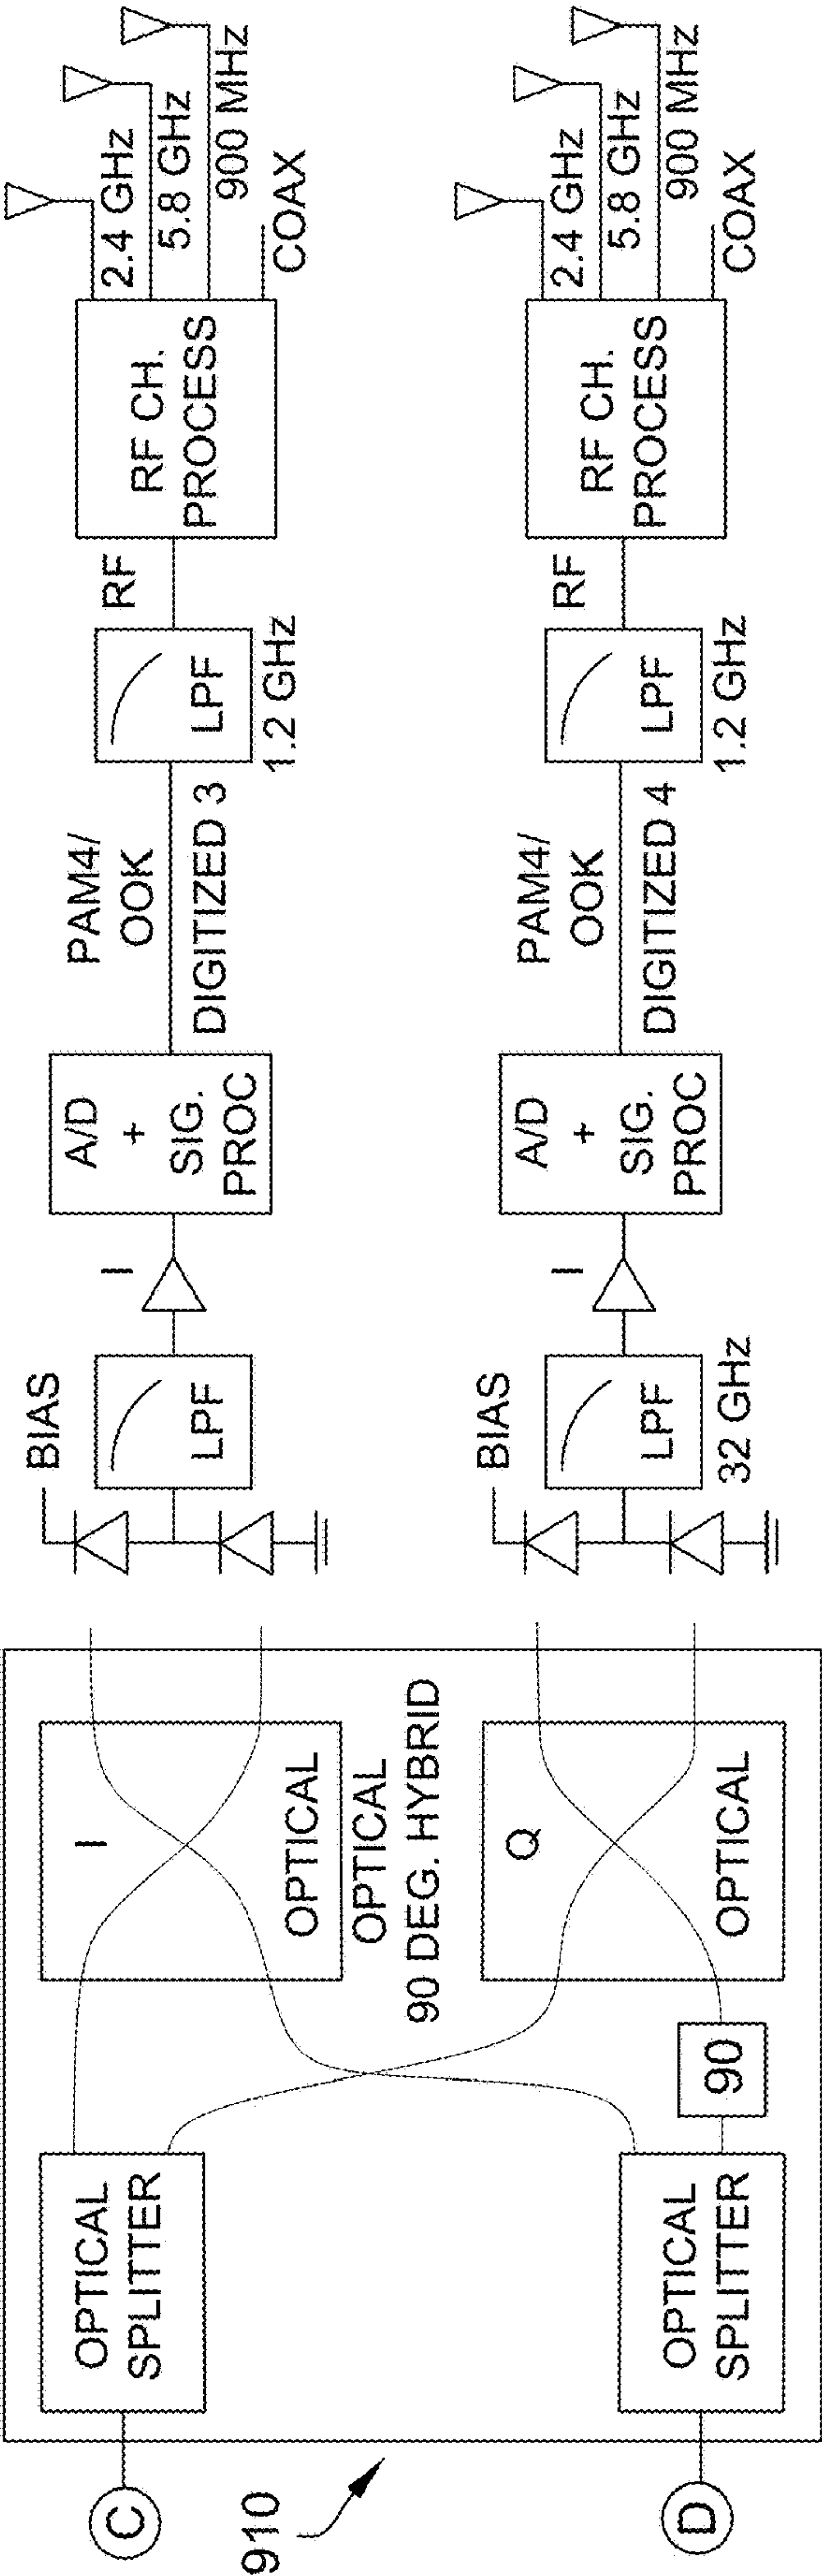 910
C
OPTICAL
SPLITTER
I
OPTICAL
OPTICAL
90 DEG. HYBRID
D
OPTICAL
SPLITTER
90
Q
OPTICAL
BIAS
LPF
I
A/D
+
SIG.
PROC
PAM4/
OOK
DIGITIZED 3
LPF
1.2 GHz
RF
RF CH.
PROCESS
2.4 GHz
5.8 GHz
900 MHz
COAX
BIAS
LPF
32 GHz
I
A/D
+
SIG.
PROC
PAM4/
OOK
DIGITIZED 4
LPF
1.2 GHz
RF
RF CH.
PROCESS
2.4 GHz
5.8 GHz
900 MHz
COAX